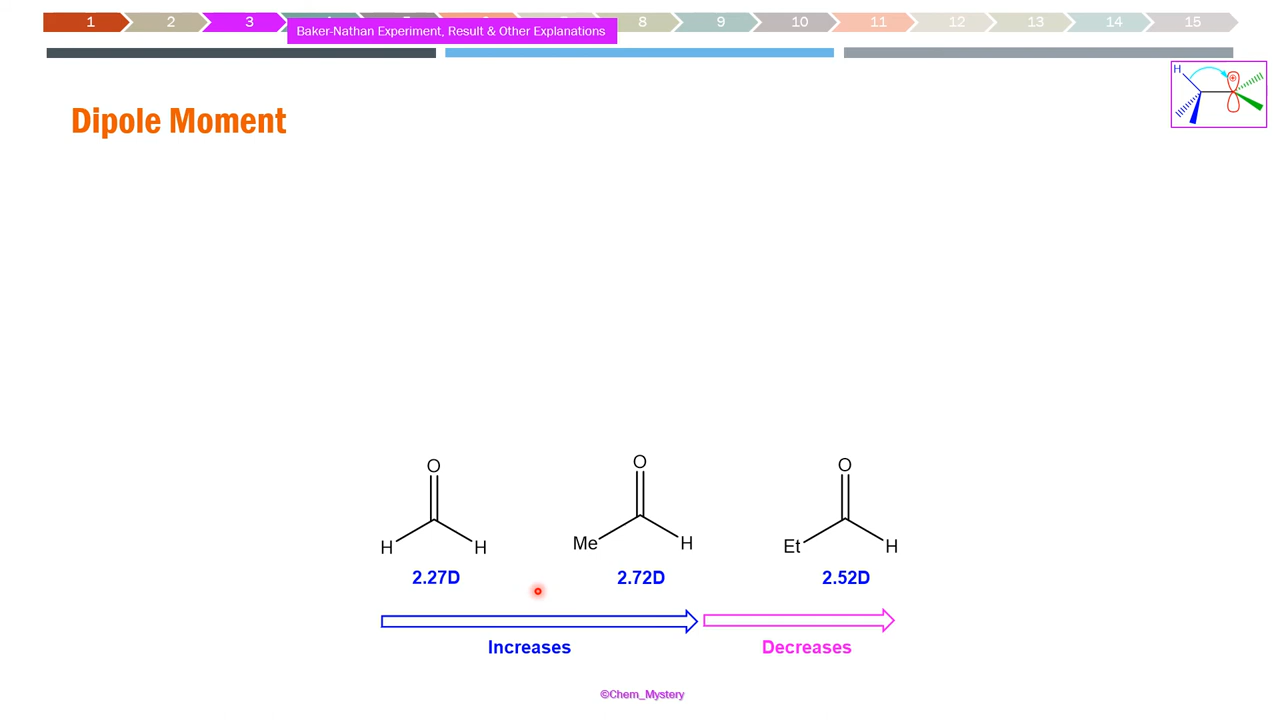 1 2 3 8 9 10 11 12 13 14 15
Baker-Nathan Experiment, Result & Other Explanations
H
Dipole Moment
O O O
H H Me H Et H
2.27D 2.72D 2.52D
Increases Decreases
©Chem_Mystery